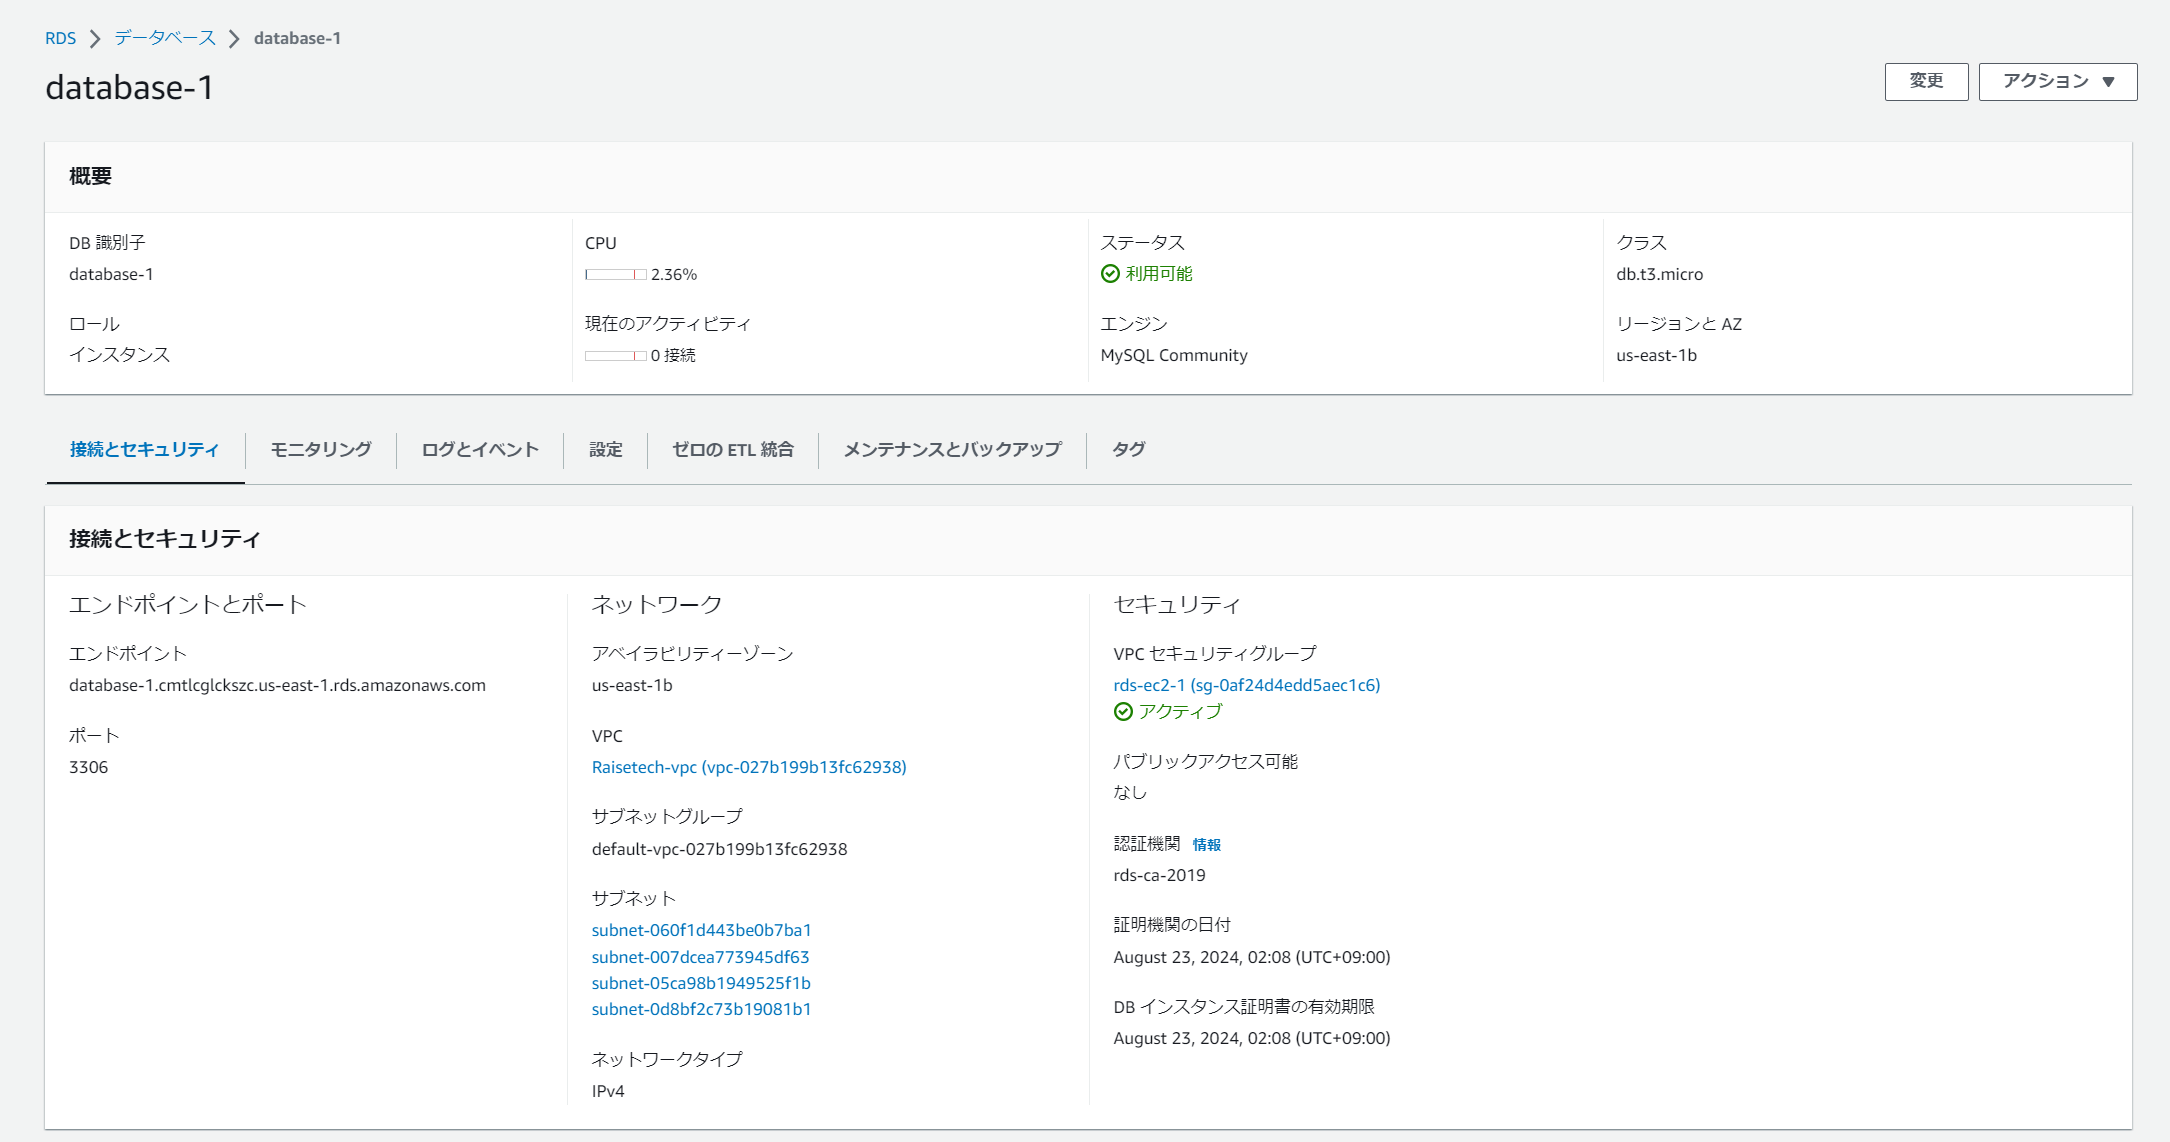 RDS データベース database-1
database-1
変更 アクション
概要
DB 識別子
database-1
ロール
インスタンス
CPU
2.36%
現在のアクティビティ
0 接続
ステータス
利用可能
エンジン
MySQL Community
クラス
db.t3.micro
リージョンと AZ
us-east-1b
接続とセキュリティ モニタリング ログとイベント 設定 ゼロの ETL 統合 メンテナンスとバックアップ タグ
接続とセキュリティ
エンドポイントとポート
エンドポイント
database-1.cmtlcglckszc.us-east-1.rds.amazonaws.com
ポート
3306
ネットワーク
アベイラビリティーゾーン
us-east-1b
VPC
Raisetech-vpc (vpc-027b199b13fc62938)
サブネットグループ
default-vpc-027b199b13fc62938
サブネット
subnet-060f1d443be0b7ba1
subnet-007dcea773945df63
subnet-05ca98b1949525f1b
subnet-0d8bf2c73b19081b1
ネットワークタイプ
IPv4
セキュリティ
VPC セキュリティグループ
rds-ec2-1 (sg-0af24d4edd5aec1c6)
アクティブ
パブリックアクセス可能
なし
認証機関 情報
rds-ca-2019
証明機関の日付
August 23, 2024, 02:08 (UTC+09:00)
DB インスタンス証明書の有効期限
August 23, 2024, 02:08 (UTC+09:00)